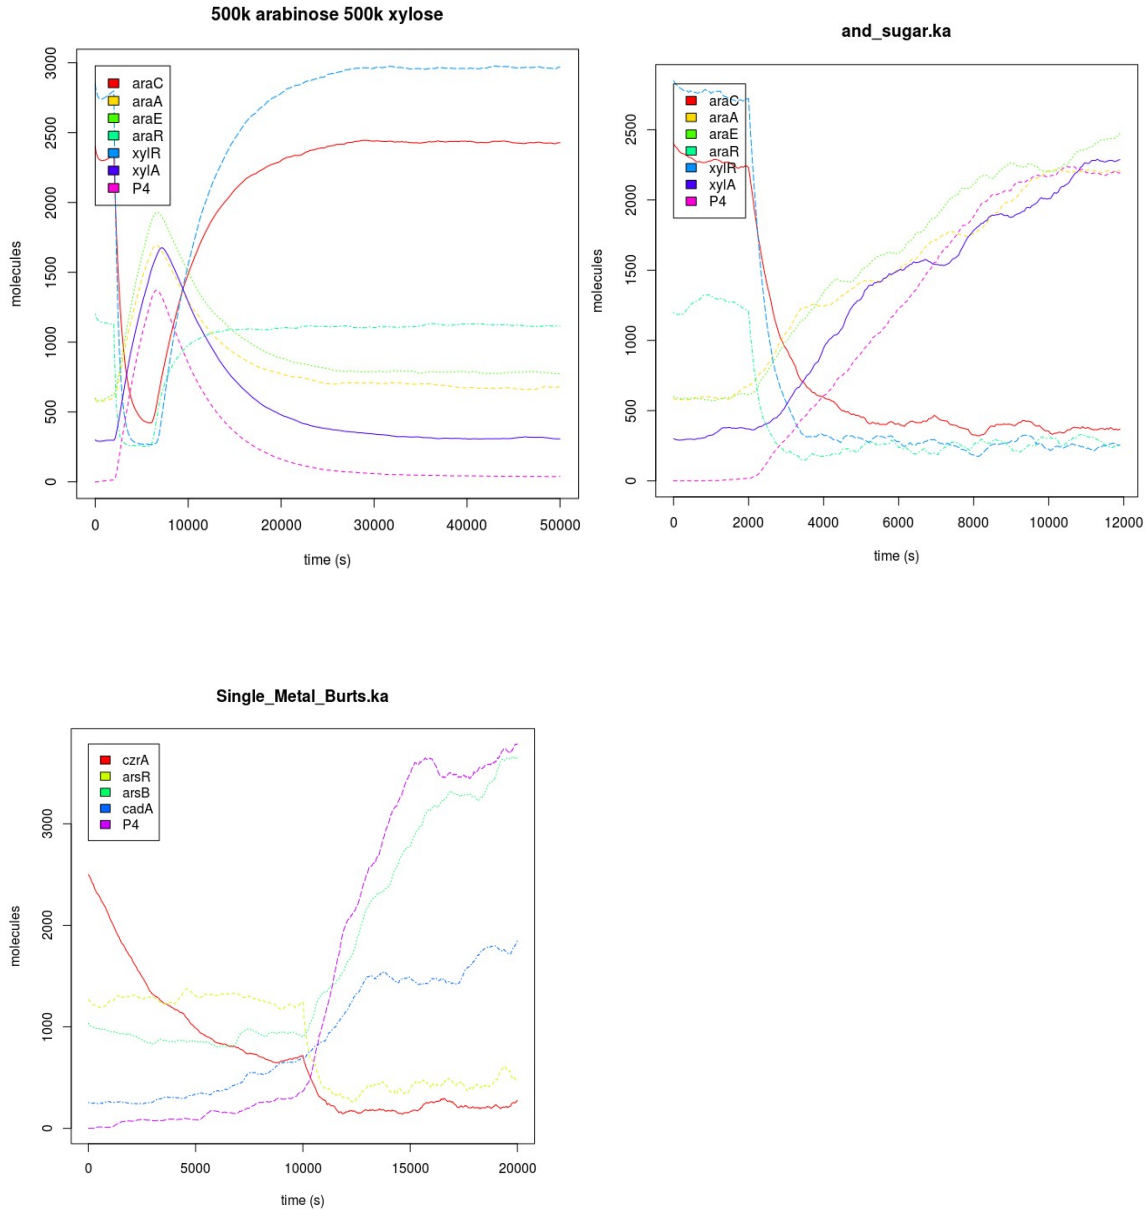 500k arabinose 500k xylose
molecules
3000
2500
2000
1500
1000
500
0
araC
araA
araE
araR
xylR
xylA
P4
0 10000 20000 30000 40000 50000
time (s)
and_sugar.ka
molecules
2500
2000
1500
1000
500
0
araC
araA
araE
araR
xylR
xylA
P4
0 2000 4000 6000 8000 10000 12000
time (s)
Single_Metal_Burts.ka
molecules
3000
2000
1000
0
czrA
arsR
arsB
cadA
P4
0 5000 10000 15000 20000
time (s)